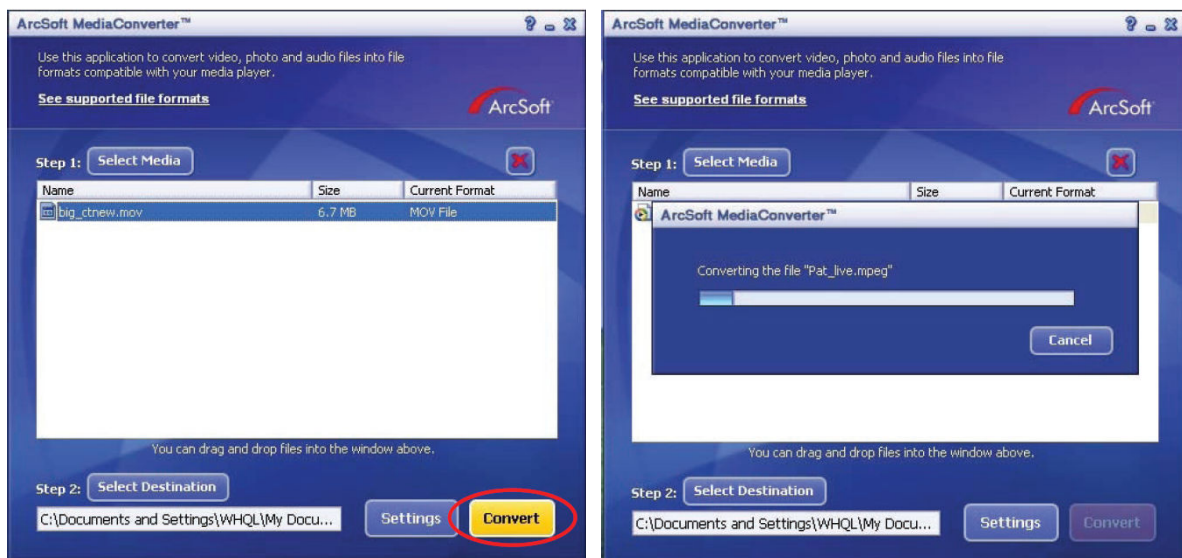 ArcSoft MediaConverter™
Use this application to convert video, photo and audio files into file
formats compatible with your media player.
See supported file formats
ArcSoft
Step 1: Select Media
Name Size Current Format
big_ctnew.mov 6.7 MB MOV File
You can drag and drop files into the window above.
Step 2: Select Destination
C:\Documents and Settings\WHQL\My Docu... Settings Convert
ArcSoft MediaConverter™
Use this application to convert video, photo and audio files into file
formats compatible with your media player.
See supported file formats
ArcSoft
Step 1: Select Media
Name Size Current Format
ArcSoft MediaConverter™
Converting the file "Pat_live.mpeg"
Cancel
You can drag and drop files into the window above.
Step 2: Select Destination
C:\Documents and Settings\WHQL\My Docu... Settings Convert